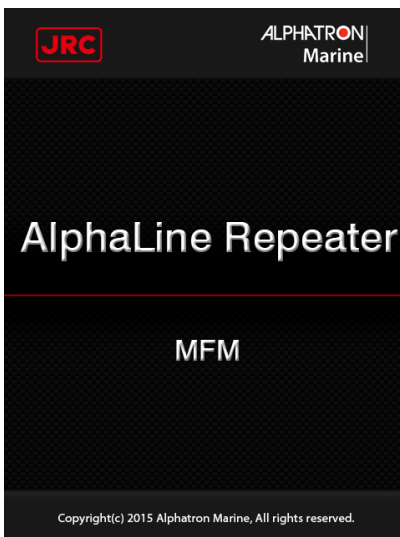 JRC
ALPHATRON
Marine
AlphaLine Repeater
MFM
Copyright(c) 2015 Alphatron Marine, All rights reserved.